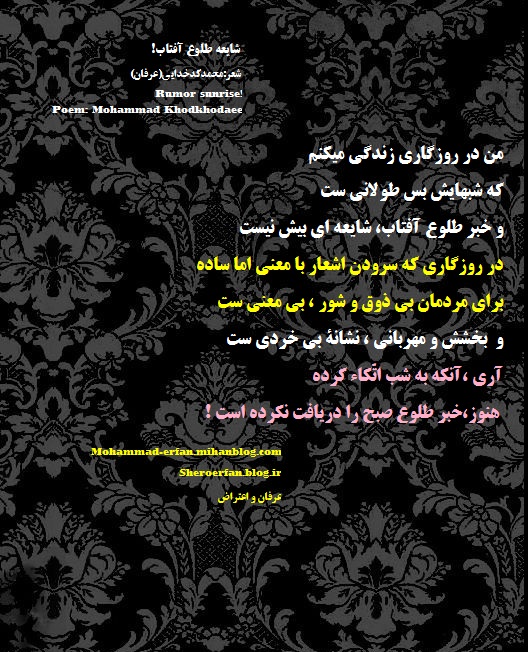 شایعه طلوع آفتاب!
شعر:محمدکدخدایی(عرفان)
Rumor sunrise!
Poem: Mohammad Khodkhodaee
من در روزگاری زندگی میکنم
که شبهایش بس طولانی ست
و خبر طلوع آفتاب، شایعه ای بیش نیست
در روزگاری که سرودن اشعار با معنی اما ساده
برای مردمان بی ذوق و شور ، بی معنی ست
و بخشش و مهربانی ، نشانهٔ بی خردی ست
آری ،آنکه به شب اتّکاء کرده
هنوز،خبر طلوع صبح را دریافت نکرده است !
Mohammad-erfan.mihanblog.com
Sheroerfan.blog.ir
عرفان و اعتراض